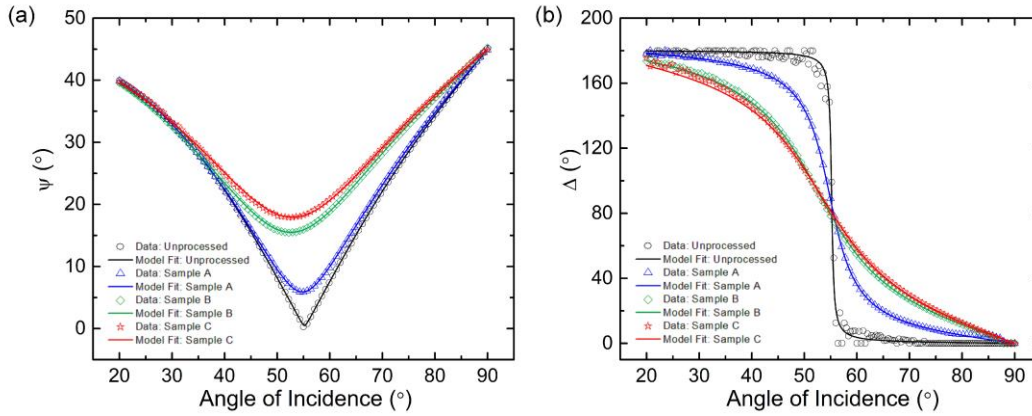 (a)
ψ (°)
40
30
20
10
0
Data: Unprocessed
Model Fit: Unprocessed
Data: Sample A
Model Fit: Sample A
Data: Sample B
Model Fit: Sample B
Data: Sample C
Model Fit: Sample C
20 30 40 50 60 70 80 90
Angle of Incidence (°)
(b)
Δ (°)
200
160
120
80
40
0
Data: Unprocessed
Model Fit: Unprocessed
Data: Sample A
Model Fit: Sample A
Data: Sample B
Model Fit: Sample B
Data: Sample C
Model Fit: Sample C
20 30 40 50 60 70 80 90
Angle of Incidence (°)